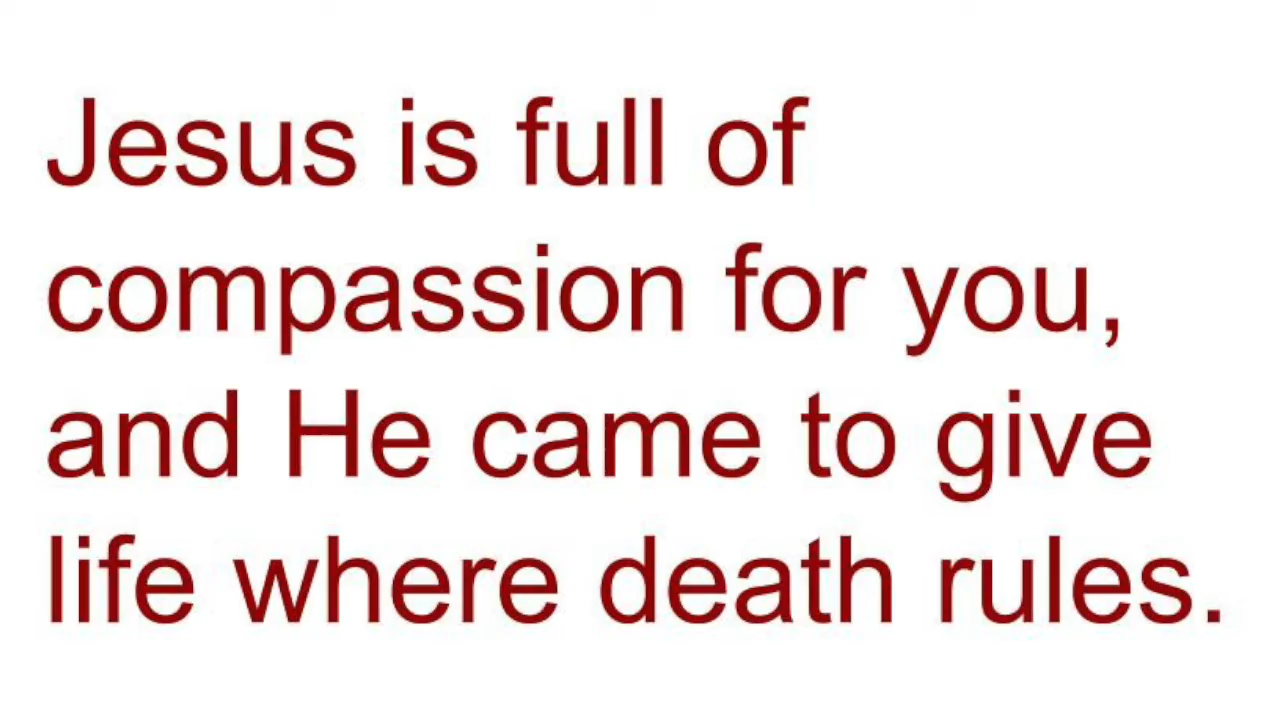 Jesus is full of
compassion for you,
and He came to give
life where death rules.